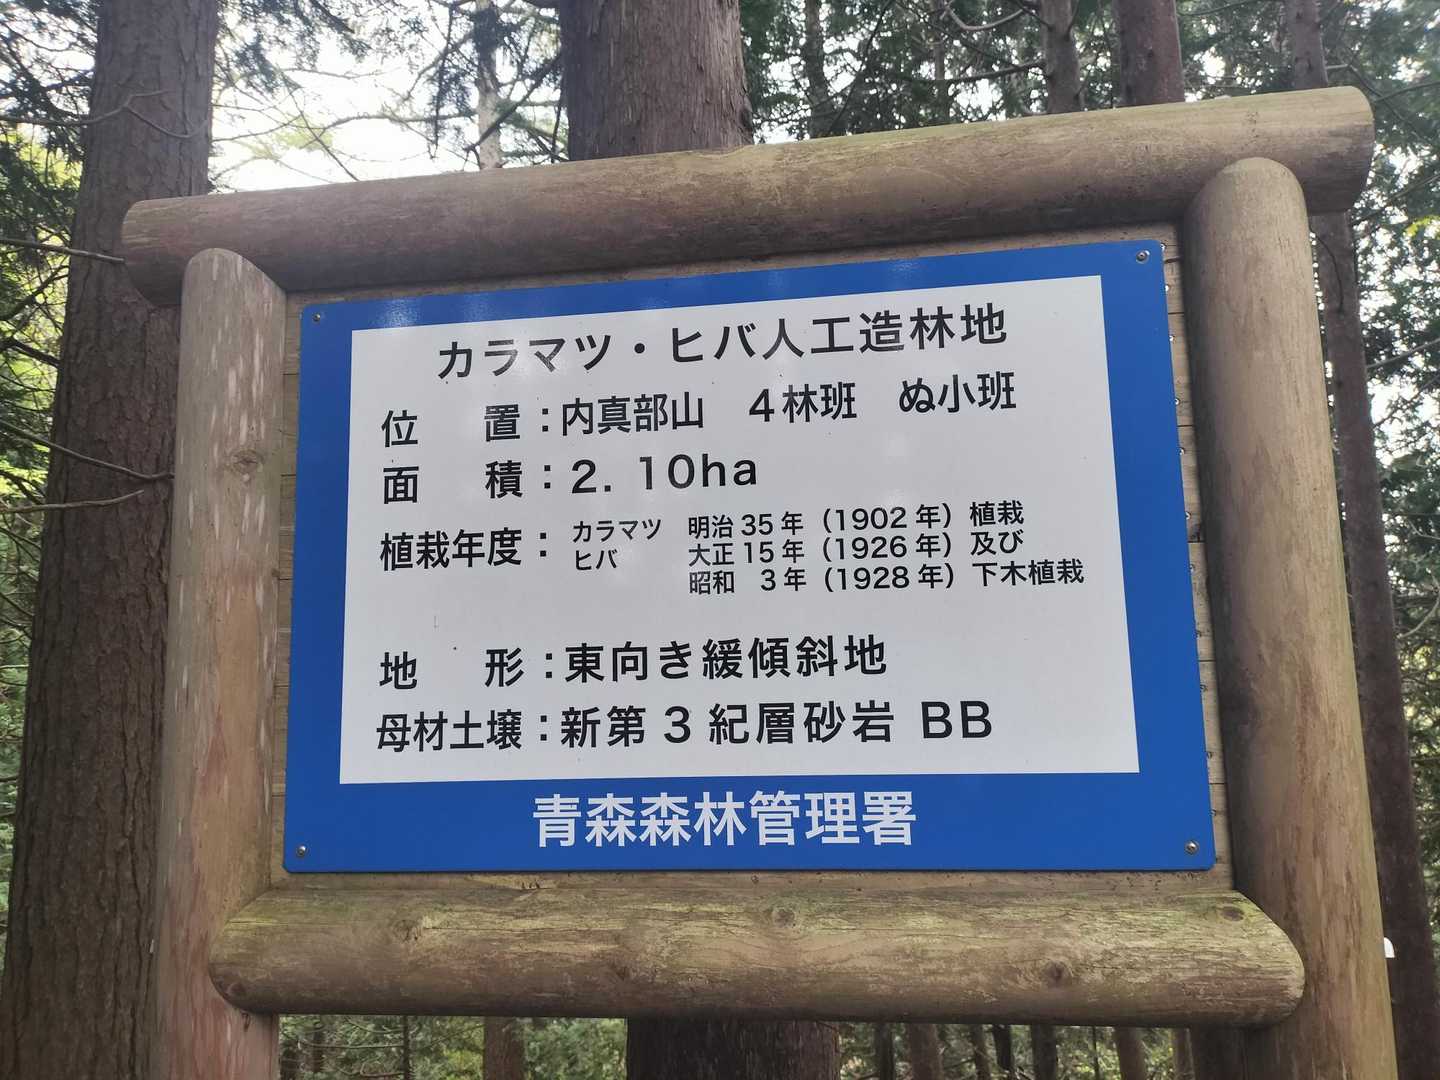 カラマツ・ヒバ人工造林地
位 置：内真部山 4林班 ぬ小班
面 積：2．10ha
植栽年度：カラマツ 明治35年（1902年）植栽
ヒバ 大正15年（1926年）及び
昭和 3年（1928年）下木植栽
地 形：東向き緩傾斜地
母材土壌：新第3紀層砂岩 BB
青森森林管理署